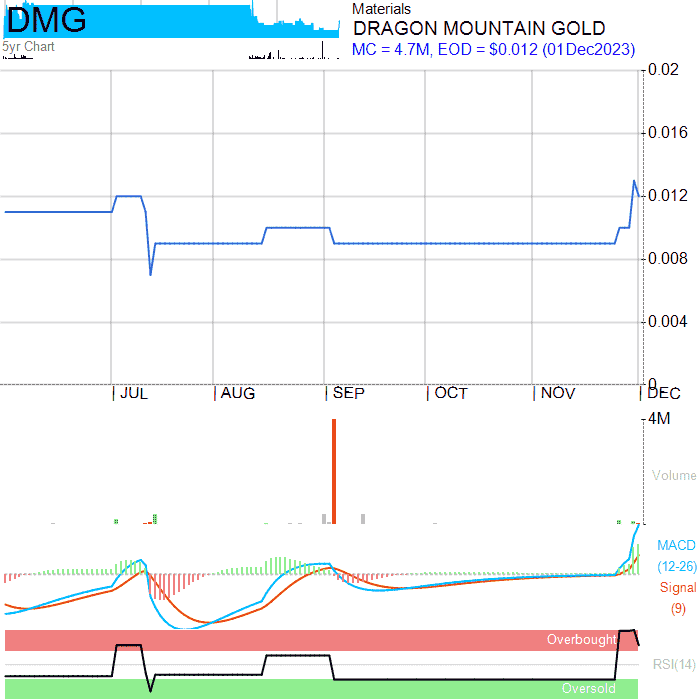 DMG
5yr Chart
Materials
DRAGON MOUNTAIN GOLD
MC = 4.7M, EOD = $0.012 (01Dec2023)
0.02
0.016
0.012
0.008
0.004
0
JUL AUG SEP OCT NOV DEC
4M
Volume
MACD
(12-26)
Signal
(9)
Overbought
RSI(14)
Oversold